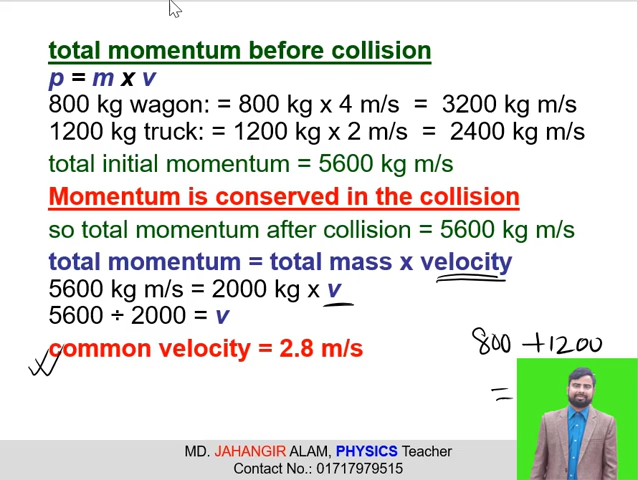 total momentum before collision
p = m x v
800 kg wagon: = 800 kg x 4 m/s = 3200 kg m/s
1200 kg truck: = 1200 kg x 2 m/s = 2400 kg m/s
total initial momentum = 5600 kg m/s
Momentum is conserved in the collision
so total momentum after collision = 5600 kg m/s
total momentum = total mass x velocity
5600 kg m/s = 2000 kg x v
5600 ÷ 2000 = v
common velocity = 2.8 m/s
800 + 1200
=
MD. JAHANGIR ALAM, PHYSICS Teacher
Contact No.: 01717979515